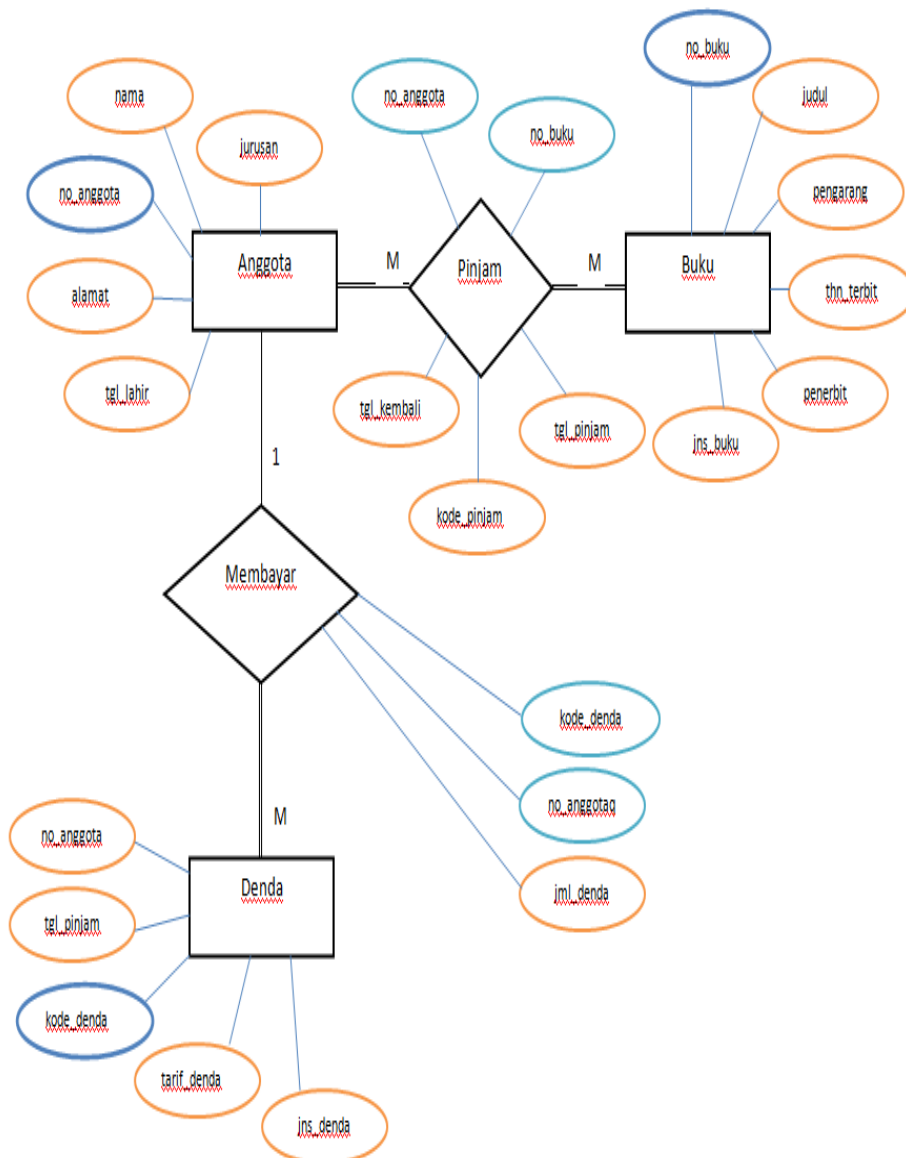 no_buku
nama
no_anggota
judul
jurusan
no_buku
no_anggota
pengarang
Anggota
M
Pinjam
M
Buku
alamat
thn_terbit
tgl_lahir
tgl_kembali
penerbit
tgl_pinjam
jns_buku
1
kode_pinjam
Membayar
kode_denda
no_anggotaq
M
no_anggota
Denda
jml_denda
tgl_pinjam
kode_denda
tarif_denda
jns_denda